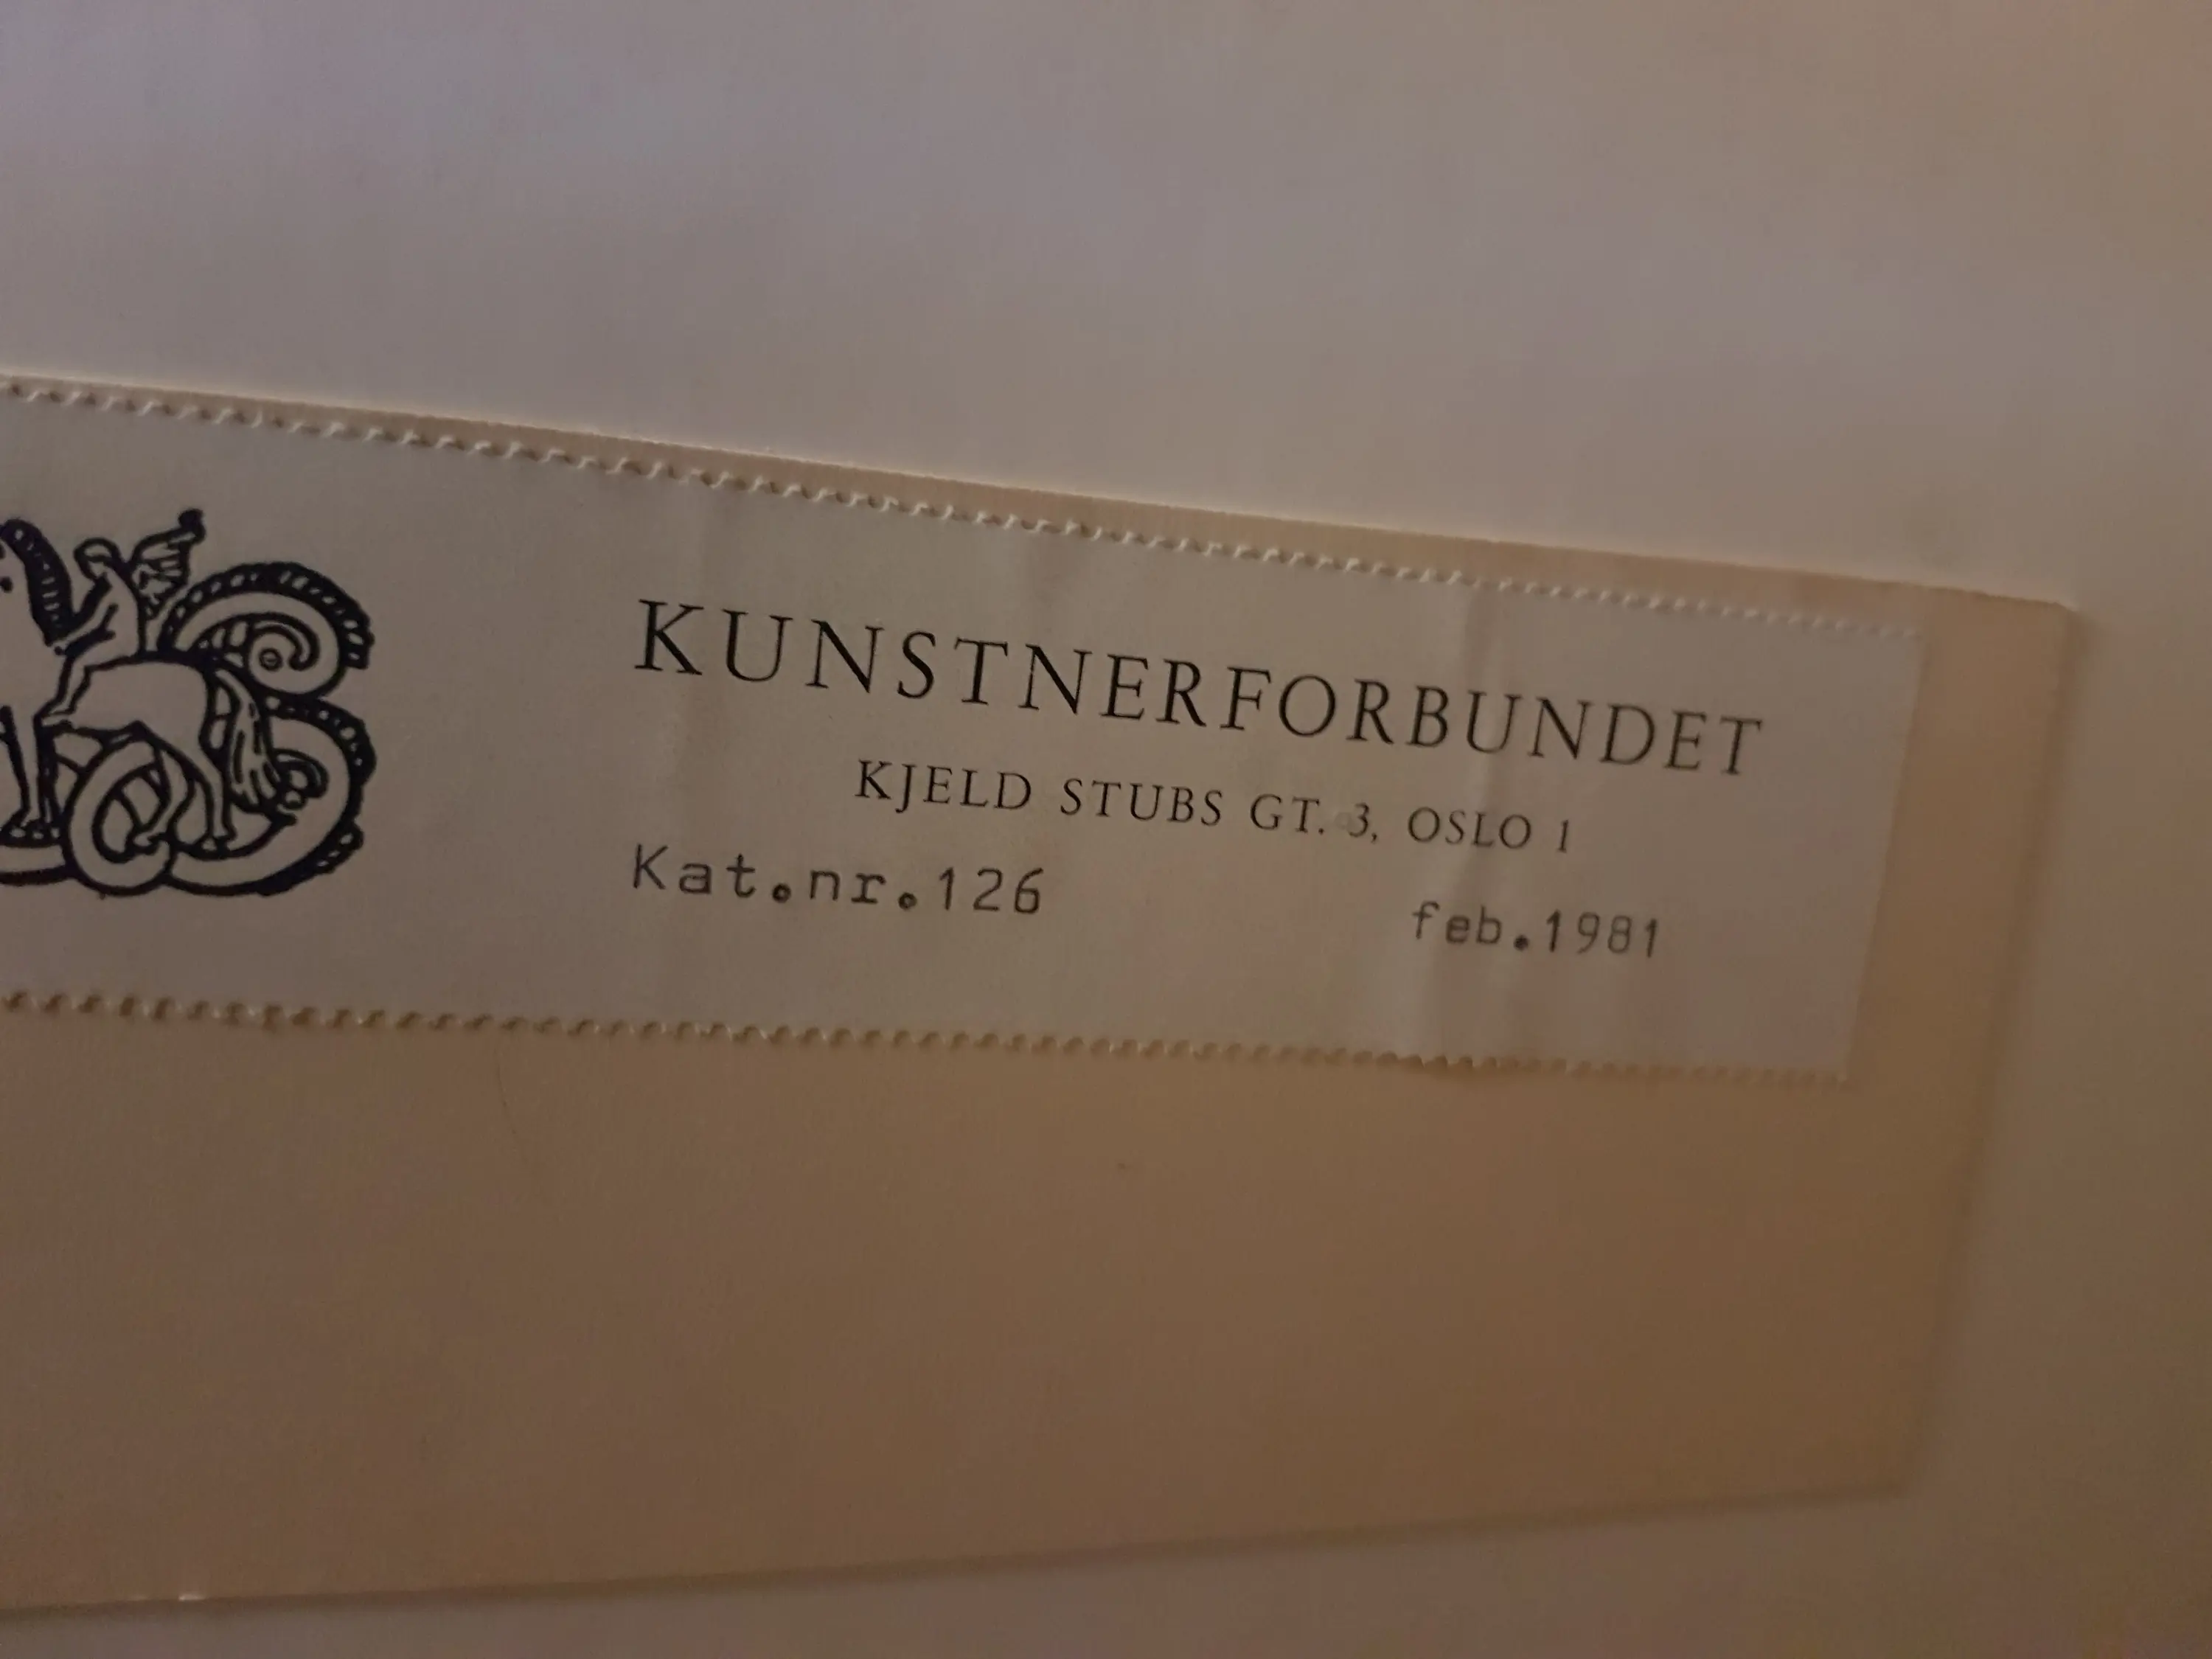 KUNSTNERFORBUNDET
KJELD STUBS GT. 3, OSLO 1
Kat.nr.126 feb.1981